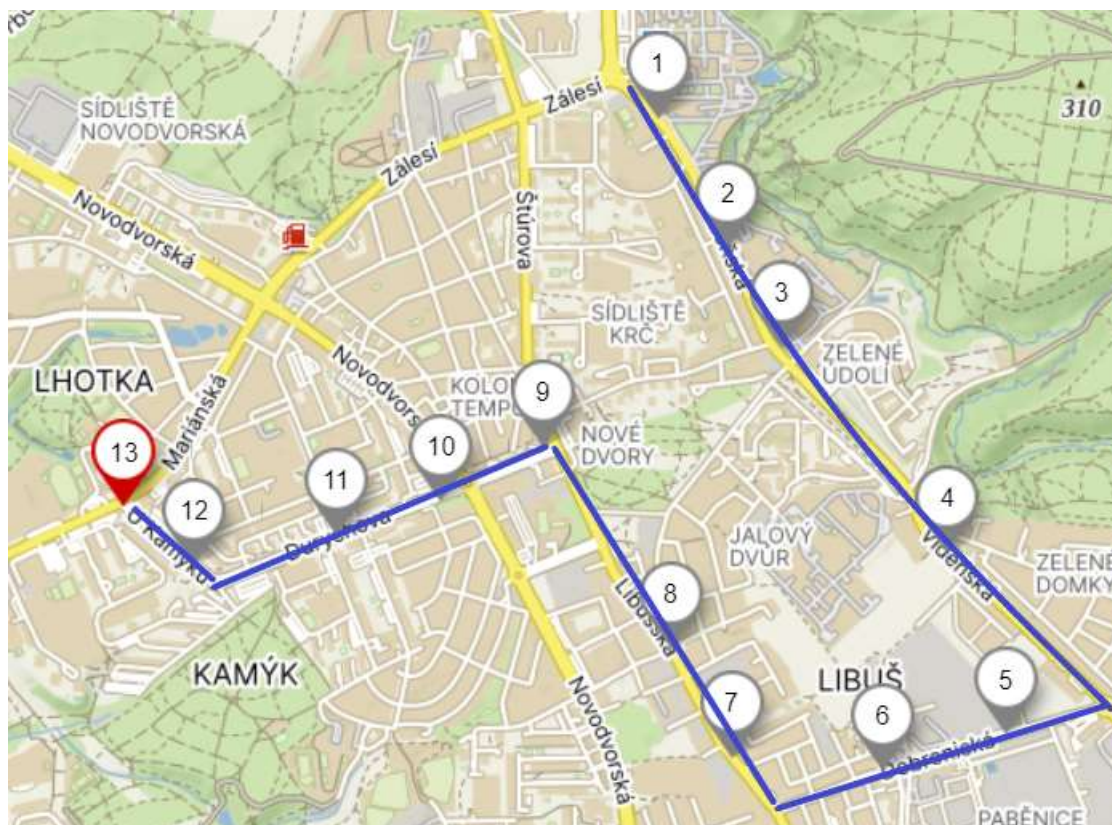 1
310
SÍDLIŠTĚ
NOVODVORSKÁ
Zálesí
Zálesí
2
Novodvorská
Štúrova
3
SÍDLIŠTĚ
KRČ
ZELENÉ
ÚDOLÍ
LHOTKA
Mariánská
Novodvors
KOLO
TEMPO
9
NOVÉ
DVORY
13
10
11
12
4
U Kamýku
Durychova
JALOVÝ
DVŮR
Vídeňská
ZELENÉ
DOMKY
8
Libušská
KAMÝK
LIBUŠ
5
7
6
Novodvorská
Dobronická
PABĚNICE